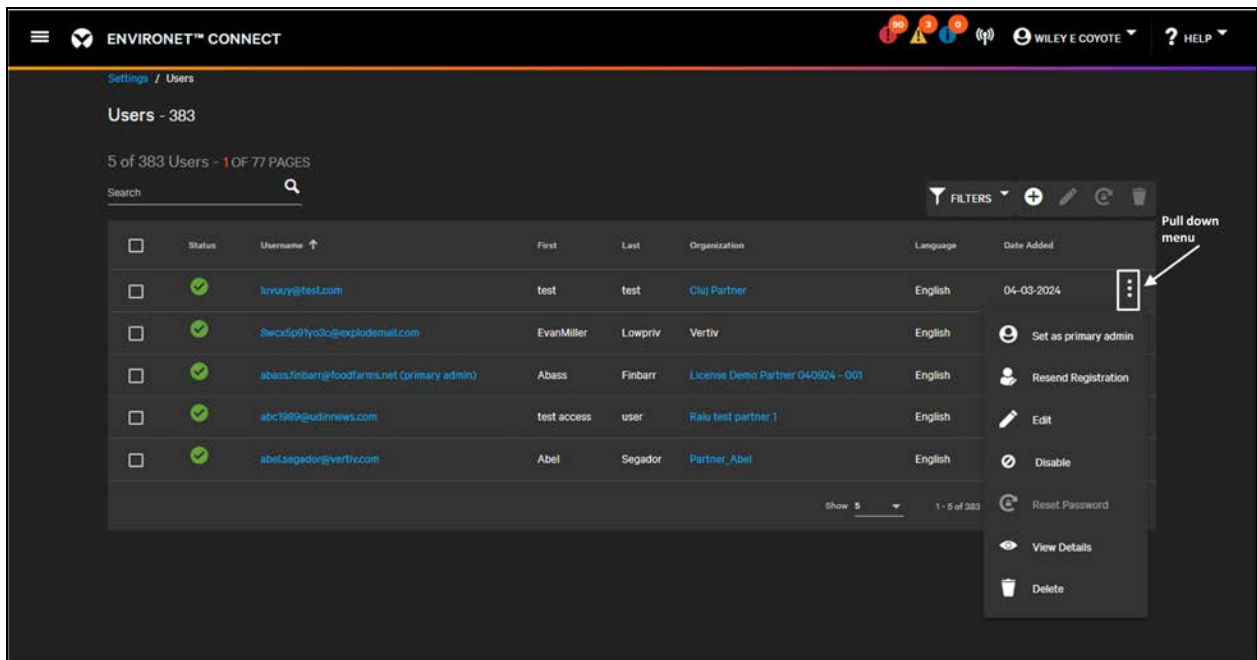 90 3 0
ENVIRONET™ CONNECT WILEY E COYOTE ? HELP
Settings / Users
Users - 383
5 of 383 Users - 1 OF 77 PAGES
Search
FILTERS
Pull down
menu
Status Username First Last Organization Language Date Added
luvuuy@test.com test test Cluj Partner English 04-03-2024
8wcx5p91yo3c@explodemail.com EvanMiller Lowpriv Vertiv English
Set as primary admin
abass.finbarr@foodfarms.net (primary admin) Abass Finbarr License Demo Partner 040924 - 001 English
Resend Registration
abc1989@udinnews.com test access user Ralu test partner 1 English
Edit
abel.segador@vertiv.com Abel Segador Partner_Abel English
Disable
Show 5 1 - 5 of 383
Reset Password
View Details
Delete